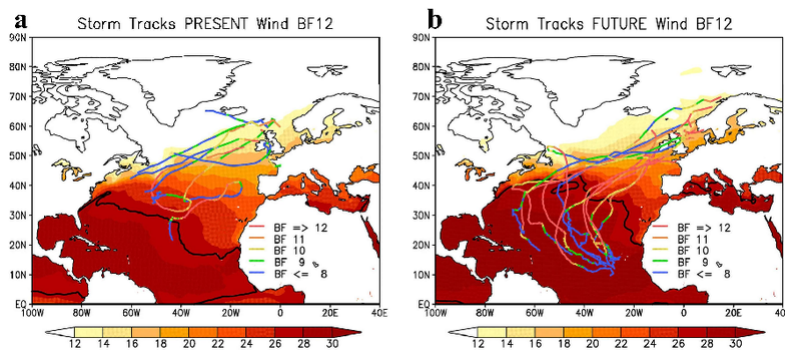 a Storm Tracks PRESENT Wind BF12
90N
80N
70N
60N
50N
40N
30N
20N
10N
EQ
100W 80W 60W 40W 20W 0 20E
BF => 12
BF 11
BF 10
BF 9
BF <= 8
12 14 16 18 20 22 24 26 28 30
b Storm Tracks FUTURE Wind BF12
90N
80N
70N
60N
50N
40N
30N
20N
10N
EQ
100W 80W 60W 40W 20W 0 20E 40
BF => 12
BF 11
BF 10
BF 9
BF <= 8
12 14 16 18 20 22 24 26 28 30